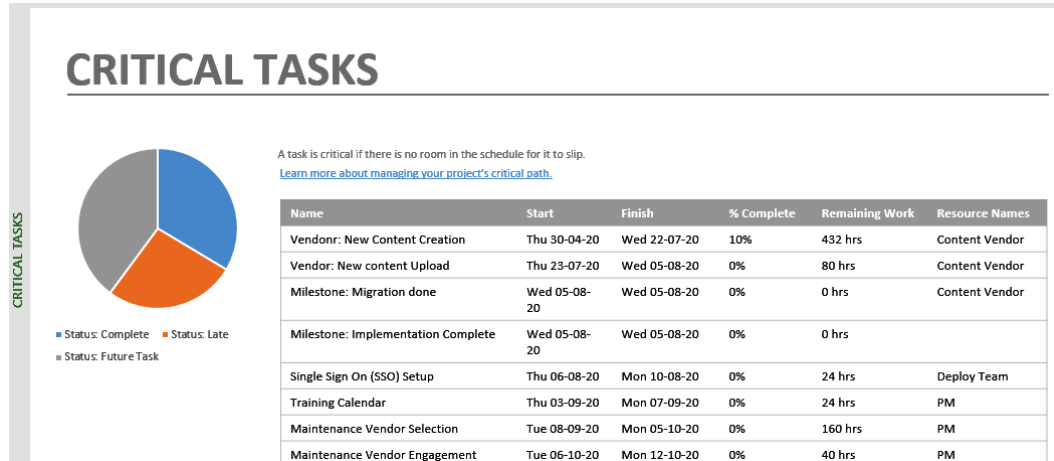 CRITICAL TASKS
CRITICAL TASKS
A task is critical if there is no room in the schedule for it to slip.
Learn more about managing your project's critical path.
Status: Complete Status: Late
Status: Future Task
Name Start Finish % Complete Remaining Work Resource Names
Vendonr: New Content Creation Thu 30-04-20 Wed 22-07-20 10% 432 hrs Content Vendor
Vendor: New content Upload Thu 23-07-20 Wed 05-08-20 0% 80 hrs Content Vendor
Milestone: Migration done Wed 05-08- Wed 05-08-20 0% 0 hrs Content Vendor
20
Milestone: Implementation Complete Wed 05-08- Wed 05-08-20 0% 0 hrs
20
Single Sign On (SSO) Setup Thu 06-08-20 Mon 10-08-20 0% 24 hrs Deploy Team
Training Calendar Thu 03-09-20 Mon 07-09-20 0% 24 hrs PM
Maintenance Vendor Selection Tue 08-09-20 Mon 05-10-20 0% 160 hrs PM
Maintenance Vendor Engagement Tue 06-10-20 Mon 12-10-20 0% 40 hrs PM